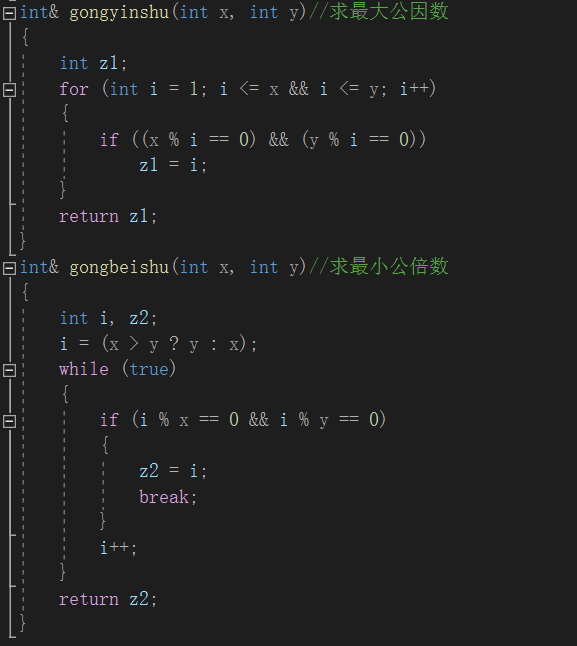 int& gongyinshu(int x, int y)//求最大公因数
{
int z1;
for (int i = 1; i <= x && i <= y; i++)
{
if ((x % i == 0) && (y % i == 0))
z1 = i;
}
return z1;
}
int& gongbeishu(int x, int y)//求最小公倍数
{
int i, z2;
i = (x > y ? y : x);
while (true)
{
if (i % x == 0 && i % y == 0)
{
z2 = i;
break;
}
i++;
}
return z2;
}